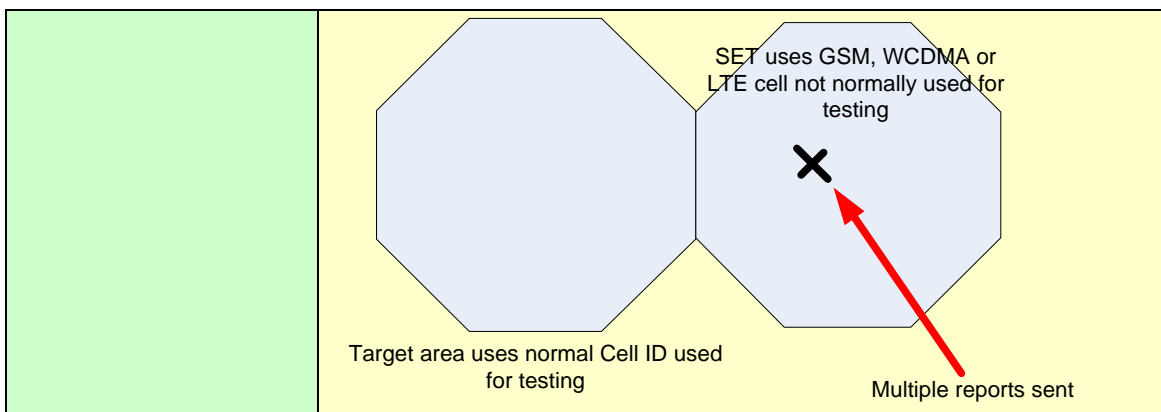 SET uses GSM, WCDMA or
LTE cell not normally used for
testing
Target area uses normal Cell ID used
for testing
Multiple reports sent